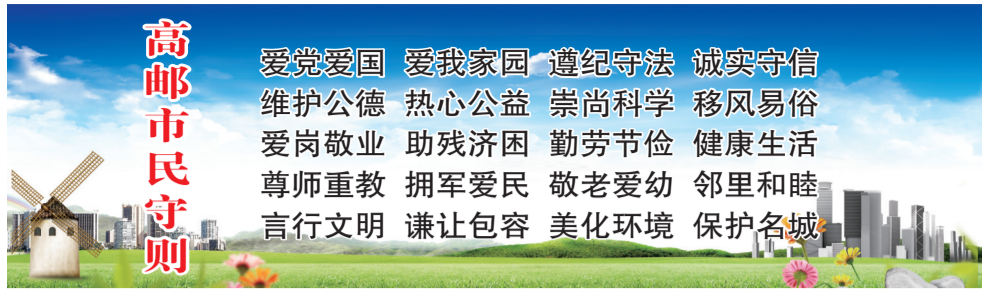 高邮市民守则
爱党爱国 爱我家园 遵纪守法 诚实守信
维护公德 热心公益 崇尚科学 移风易俗
爱岗敬业 助残济困 勤劳节俭 健康生活
尊师重教 拥军爱民 敬老爱幼 邻里和睦
言行文明 谦让包容 美化环境 保护名城